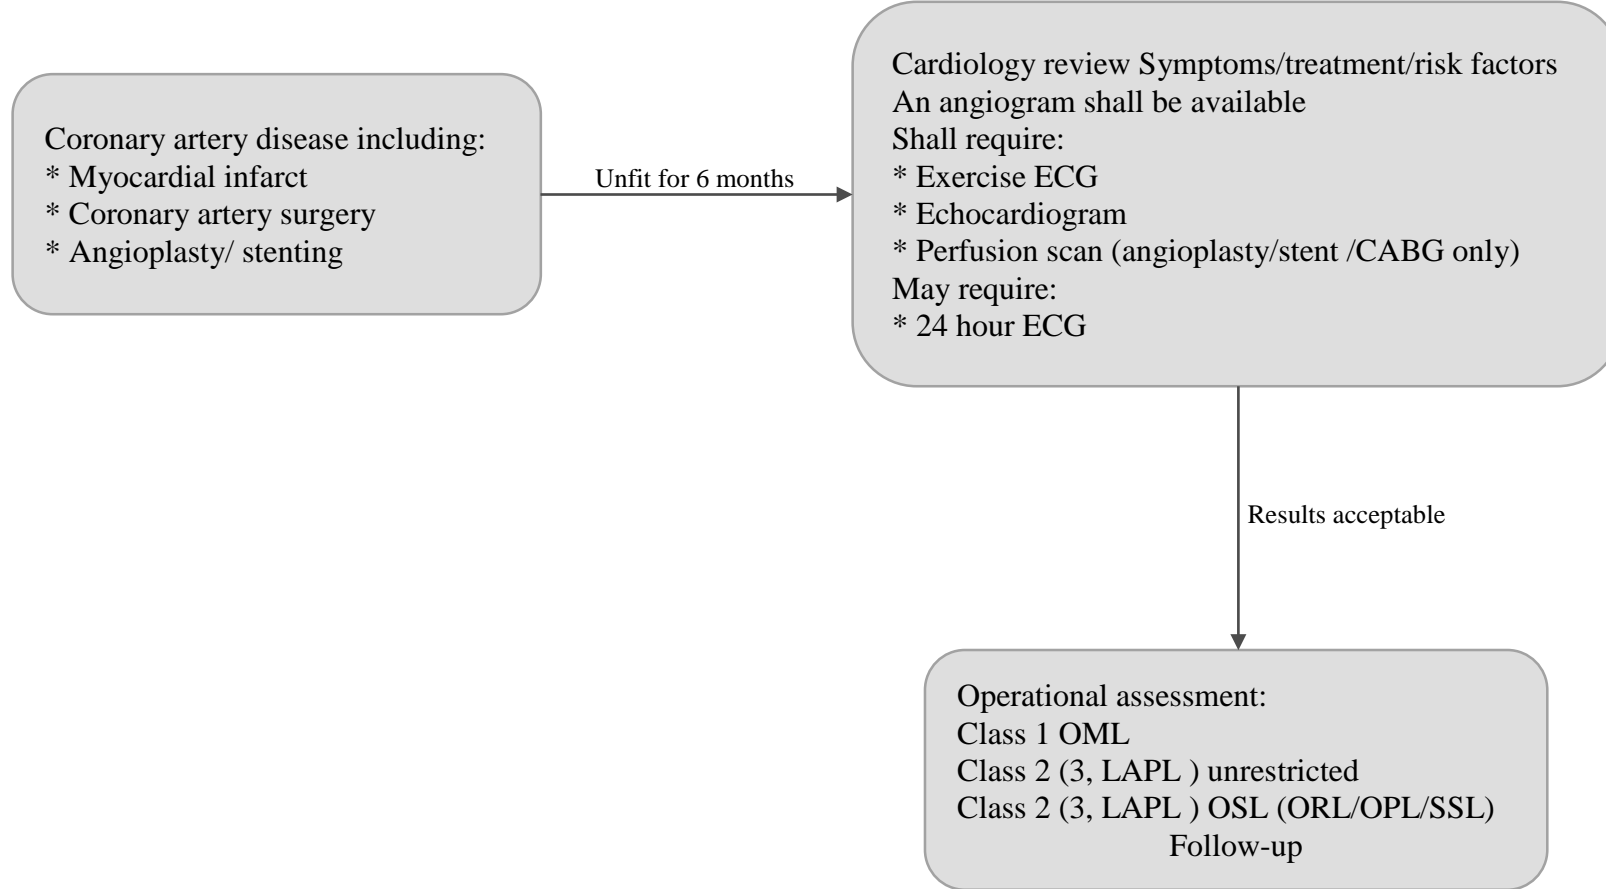 Coronary artery disease including:
* Myocardial infarct
* Coronary artery surgery
* Angioplasty/ stenting
Unfit for 6 months
Cardiology review Symptoms/treatment/risk factors
An angiogram shall be available
Shall require:
* Exercise ECG
* Echocardiogram
* Perfusion scan (angioplasty/stent /CABG only)
May require:
* 24 hour ECG
Results acceptable
Operational assessment:
Class 1 OML
Class 2 (3, LAPL ) unrestricted
Class 2 (3, LAPL ) OSL (ORL/OPL/SSL)
Follow-up